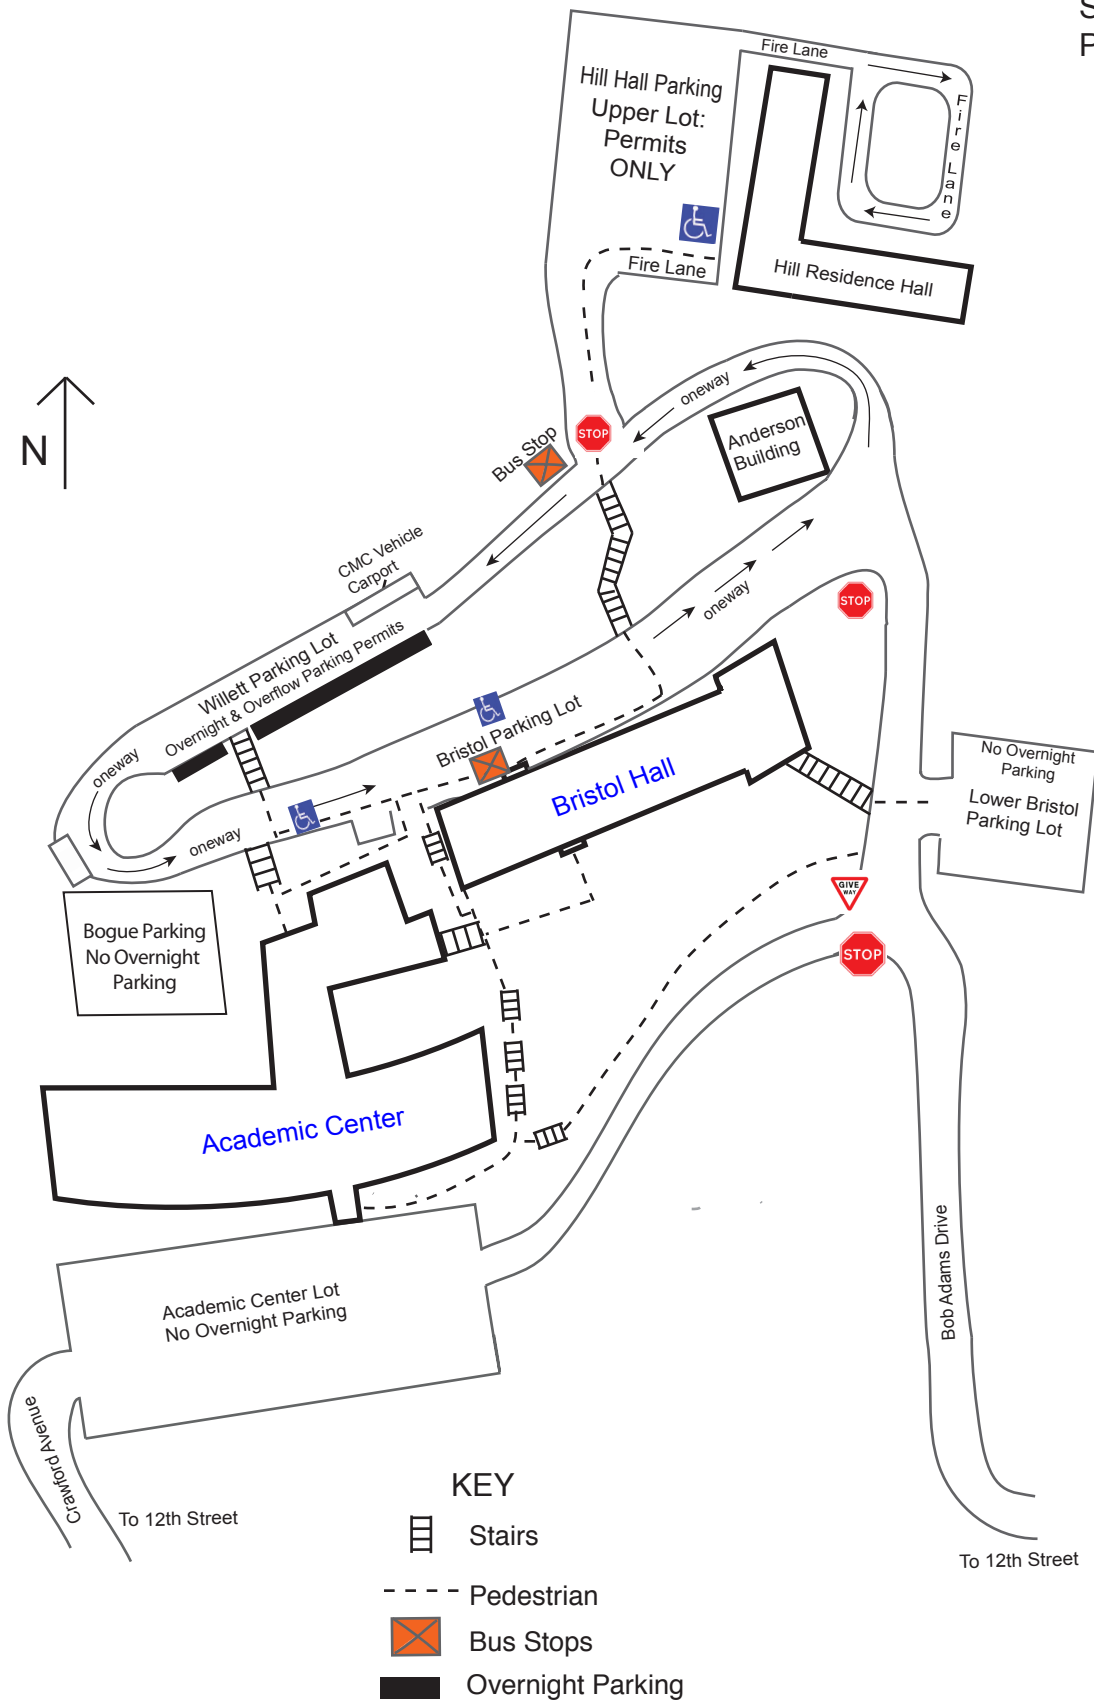 S
P
Fire Lane
Fire Lane
Hill Hall Parking
Upper Lot:
Permits
ONLY
Fire Lane
Hill Residence Hall
N
oneway
STOP
Bus Stop
Anderson
Building
CMC Vehicle
Carport
Willett Parking Lot
Overnight & Overflow Parking Permits
oneway
STOP
oneway
Bristol Parking Lot
Bristol Hall
oneway
No Overnight
Parking
Lower Bristol
Parking Lot
GIVE
WAY
STOP
Bogue Parking
No Overnight
Parking
Academic Center
Academic Center Lot
No Overnight Parking
Bob Adams Drive
Crawford Avenue
To 12th Street
To 12th Street
KEY
Stairs
Pedestrian
Bus Stops
Overnight Parking